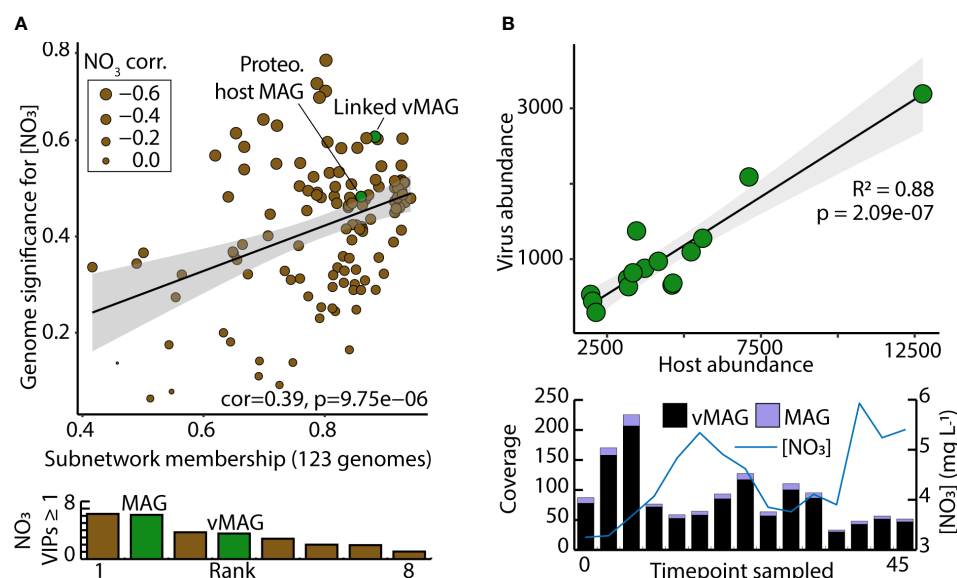 A
0.8
0.6
0.4
0.2
Genome significance for [NO₃]
NO₃ corr.
−0.6
−0.4
−0.2
0.0
Proteo.
host MAG
Linked vMAG
cor=0.39, p=9.75e−06
0.4
0.6
0.8
Subnetwork membership (123 genomes)
NO₃
VIPs ≥ 1
8
0
MAG
vMAG
1
Rank
8
B
Virus abundance
3000
1000
R² = 0.88
p = 2.09e-07
2500
7500
12500
Host abundance
Coverage
250
200
150
100
50
0
vMAG
MAG
[NO₃]
6
5
4
3
[NO₃] (mg L⁻¹)
0
Timepoint sampled
45